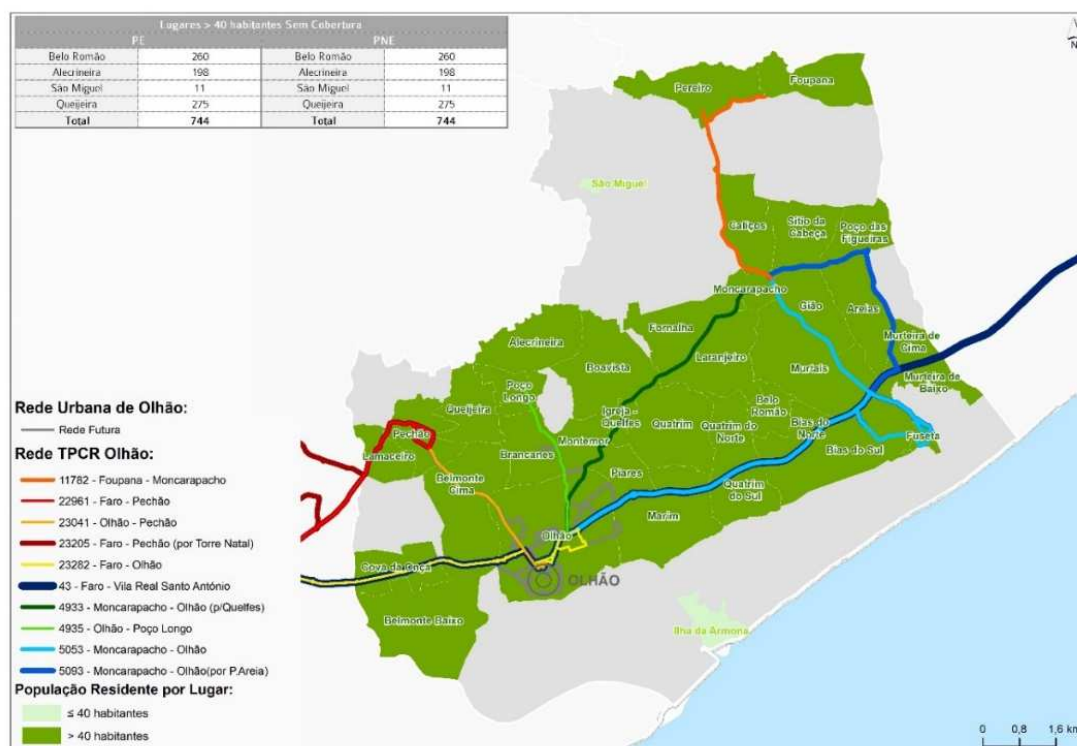 Lugares > 40 habitantes Sem Cobertura
PE PNE
Belo Romão 260 Belo Romão 260
Alecrineira 198 Alecrineira 198
São Miguel 11 São Miguel 11
Queijeira 275 Queijeira 275
Total 744 Total 744
N
Pereiro
Foupana
São Miguel
Caliços
Sítio da Cabeça
Poço das Figueiras
Moncarapacho
Gião
Areias
Fornalha
Murteira de Cima
Alecrineira
Boavista
Laranjeiro
Murtais
Murteira de Baixo
Poço Longo
Queijeira
Igreja - Quelfes
Quatrim
Belo Romão
Quatrim do Norte
Bias do Norte
Fuseta
Pechão
Lamaceiro
Brancanes
Montemor
Bias do Sul
Belmonte Cima
Piares
Quatrim do Sul
Marim
Olhão
Cova da Onça
OLHÃO
Belmonte Baixo
Ilha da Armona
Rede Urbana de Olhão:
Rede Futura
Rede TPCR Olhão:
11782 - Foupana - Moncarapacho
22961 - Faro - Pechão
23041 - Olhão - Pechão
23205 - Faro - Pechão (por Torre Natal)
23282 - Faro - Olhão
43 - Faro - Vila Real Santo António
4933 - Moncarapacho - Olhão (p/Quelfes)
4935 - Olhão - Poço Longo
5053 - Moncarapacho - Olhão
5093 - Moncarapacho - Olhão(por P.Areia)
População Residente por Lugar:
≤ 40 habitantes
> 40 habitantes
0 0,8 1,6 km